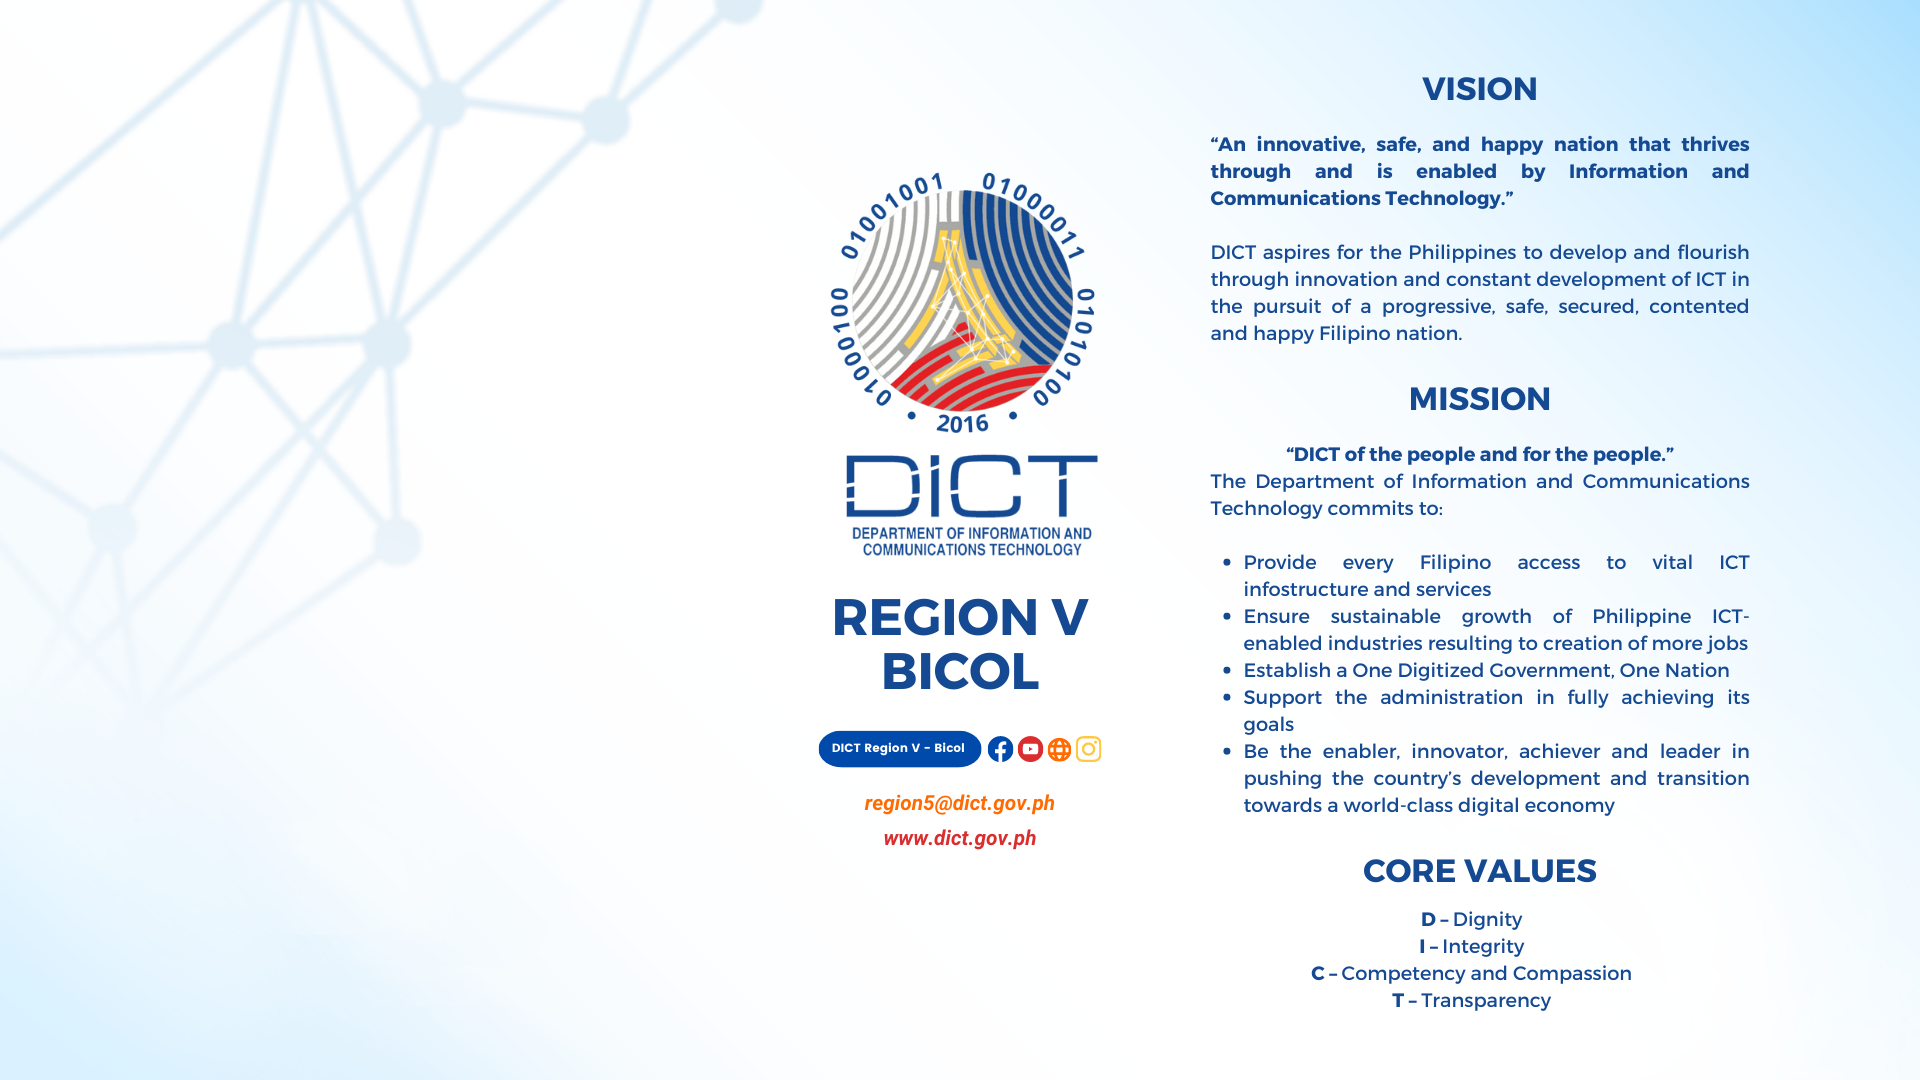 01001001 01000011 01010100 01000100
• 2016 •
DICT
DEPARTMENT OF INFORMATION AND
COMMUNICATIONS TECHNOLOGY
REGION V
BICOL
DICT Region V - Bicol
region5@dict.gov.ph
www.dict.gov.ph
VISION
“An innovative, safe, and happy nation that thrives
through and is enabled by Information and
Communications Technology.”
DICT aspires for the Philippines to develop and flourish
through innovation and constant development of ICT in
the pursuit of a progressive, safe, secured, contented
and happy Filipino nation.
MISSION
“DICT of the people and for the people.”
The Department of Information and Communications
Technology commits to:
• Provide every Filipino access to vital ICT
infostructure and services
• Ensure sustainable growth of Philippine ICT-
enabled industries resulting to creation of more jobs
• Establish a One Digitized Government, One Nation
• Support the administration in fully achieving its
goals
• Be the enabler, innovator, achiever and leader in
pushing the country’s development and transition
towards a world-class digital economy
CORE VALUES
D – Dignity
I – Integrity
C – Competency and Compassion
T – Transparency